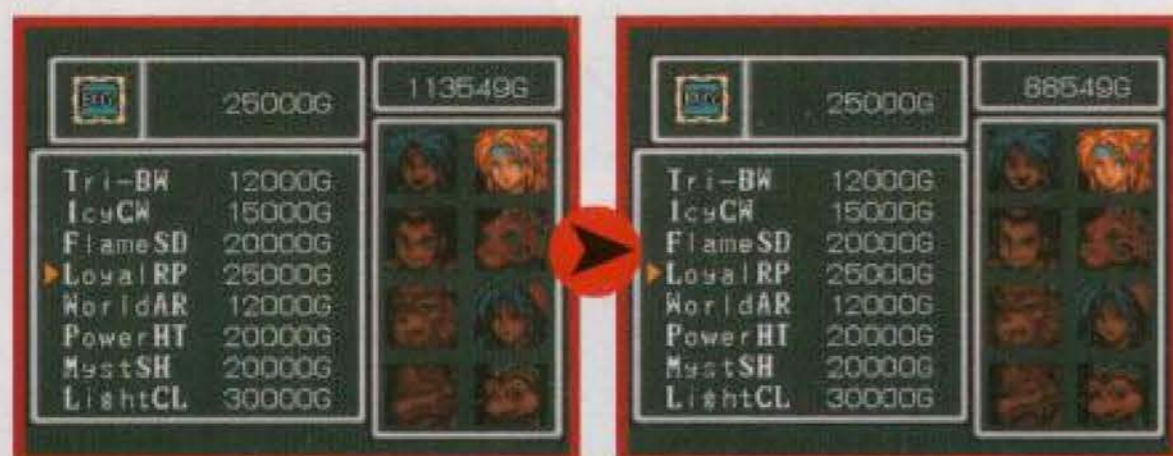 BUY 25000G 113549G
Tri-BW 12000G
IcyCW 15000G
FlameSD 20000G
LoyalRP 25000G
WorldAR 12000G
PowerHT 20000G
MystSH 20000G
LightCL 30000G
BUY 25000G 88549G
Tri-BW 12000G
IcyCW 15000G
FlameSD 20000G
LoyalRP 25000G
WorldAR 12000G
PowerHT 20000G
MystSH 20000G
LightCL 30000G